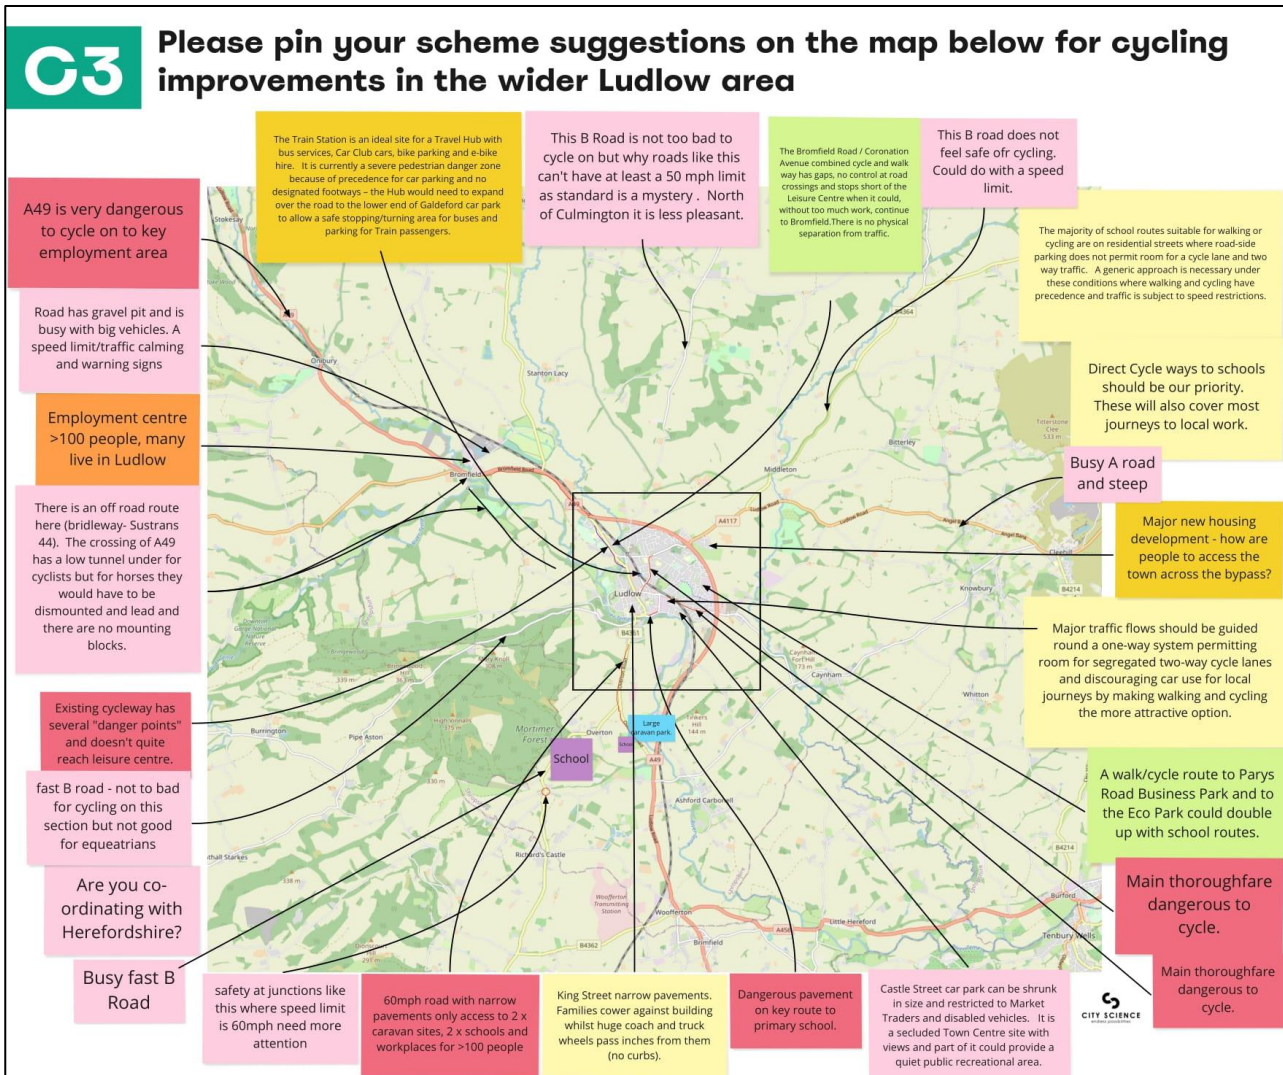 C3
Please pin your scheme suggestions on the map below for cycling
improvements in the wider Ludlow area
The Train Station is an ideal site for a Travel Hub with
bus services, Car Club cars, bike parking and e-bike
hire. It is currently a severe pedestrian danger zone
because of precedence for car parking and no
designated footways – the Hub would need to expand
over the road to the lower end of Galdeford car park
to allow a safe stopping/turning area for buses and
parking for Train passengers.
This B Road is not too bad to
cycle on but why roads like this
can't have at least a 50 mph limit
as standard is a mystery . North
of Culmington it is less pleasant.
The Bromfield Road / Coronation
Avenue combined cycle and walk
way has gaps, no control at road
crossings and stops short of the
Leisure Centre when it could,
without too much work, continue
to Bromfield.There is no physical
separation from traffic.
This B road does not
feel safe ofr cycling.
Could do with a speed
limit.
The majority of school routes suitable for walking or
cycling are on residential streets where road-side
parking does not permit room for a cycle lane and two
way traffic. A generic approach is necessary under
these conditions where walking and cycling have
precedence and traffic is subject to speed restrictions.
Direct Cycle ways to schools
should be our priority.
These will also cover most
journeys to local work.
Busy A road
and steep
Major new housing
development - how are
people to access the
town across the bypass?
Major traffic flows should be guided
round a one-way system permitting
room for segregated two-way cycle lanes
and discouraging car use for local
journeys by making walking and cycling
the more attractive option.
A walk/cycle route to Parys
Road Business Park and to
the Eco Park could double
up with school routes.
Main thoroughfare
dangerous to
cycle.
Main thoroughfare
dangerous to
cycle.
A49 is very dangerous
to cycle on to key
employment area
Road has gravel pit and is
busy with big vehicles. A
speed limit/traffic calming
and warning signs
Employment centre
>100 people, many
live in Ludlow
There is an off road route
here (bridleway- Sustrans
44). The crossing of A49
has a low tunnel under for
cyclists but for horses they
would have to be
dismounted and lead and
there are no mounting
blocks.
Existing cycleway has
several "danger points"
and doesn't quite
reach leisure centre.
fast B road - not to bad
for cycling on this
section but not good
for equeatrians
Are you co-
ordinating with
Herefordshire?
Busy fast B
Road
safety at junctions like
this where speed limit
is 60mph need more
attention
60mph road with narrow
pavements only access to 2 x
caravan sites, 2 x schools and
workplaces for >100 people
King Street narrow pavements.
Families cower against building
whilst huge coach and truck
wheels pass inches from them
(no curbs).
Dangerous pavement
on key route to
primary school.
Castle Street car park can be shrunk
in size and restricted to Market
Traders and disabled vehicles. It is
a secluded Town Centre site with
views and part of it could provide a
quiet public recreational area.
CITY SCIENCE
Stokesay
Onibury
Stanton Lacy
B4364
Bitterley
Titterstone
Clee
533 m
Middleton
Bromfield
Bromfield Road
A49
A4117
Ludlow Road
Ludlow Road
Angel Bank
Cleehill
B4214
Knowbury
Ludlow
B4361
Caynham
173 m
Caynham
Whitton
339 m
Mary Knoll
High Vinnalls
375 m
Mortimer
Forest
Burrington
Pipe Aston
330 m
Overton
School
School
Large
caravan park.
144 m
A49
Ashford Carbonell
Richard's Castle
338 m
291 m
Woofferton
Transmitting
Station
Woofferton
B4362
Brimfield
A456
Little Hereford
B4214
Burford
Tenbury Wells